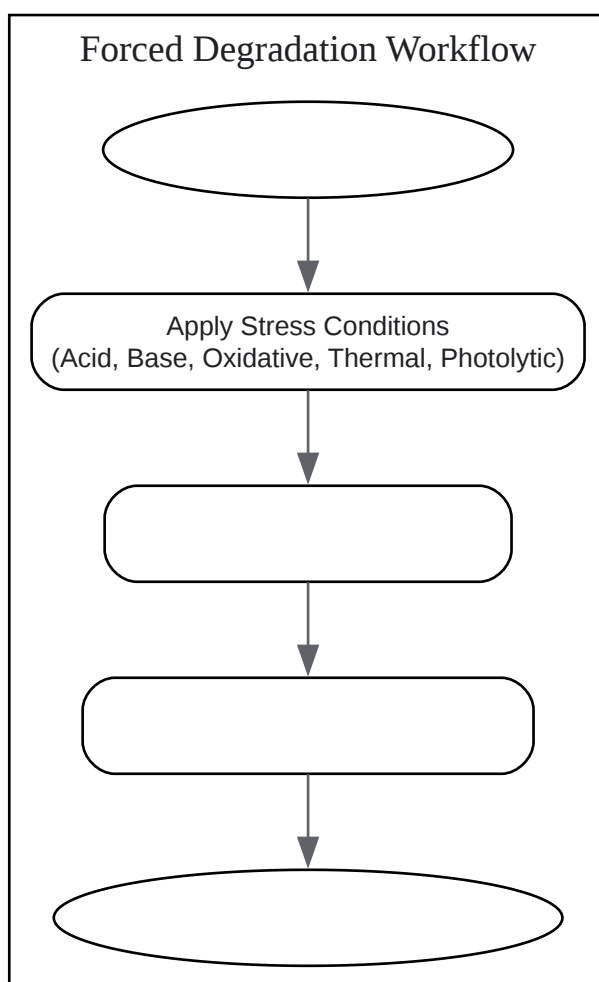 Forced Degradation Workflow
Apply Stress Conditions
(Acid, Base, Oxidative, Thermal, Photolytic)